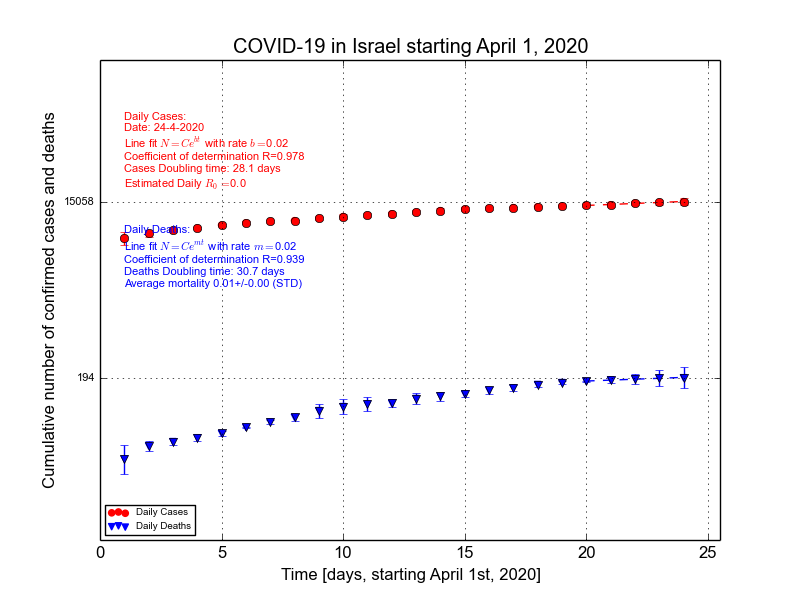 COVID-19 in Israel starting April 1, 2020
Cumulative number of confirmed cases and deaths
Daily Cases:
Date: 24-4-2020
Line fit N = Ce^{bt} with rate b =0.02
Coefficient of determination R=0.978
Cases Doubling time: 28.1 days
Estimated Daily R_0 =0.0
15058
Daily Deaths:
Line fit N = Ce^{mt} with rate m =0.02
Coefficient of determination R=0.939
Deaths Doubling time: 30.7 days
Average mortality 0.01+/-0.00 (STD)
194
Daily Cases
Daily Deaths
0 5 10 15 20 25
Time [days, starting April 1st, 2020]